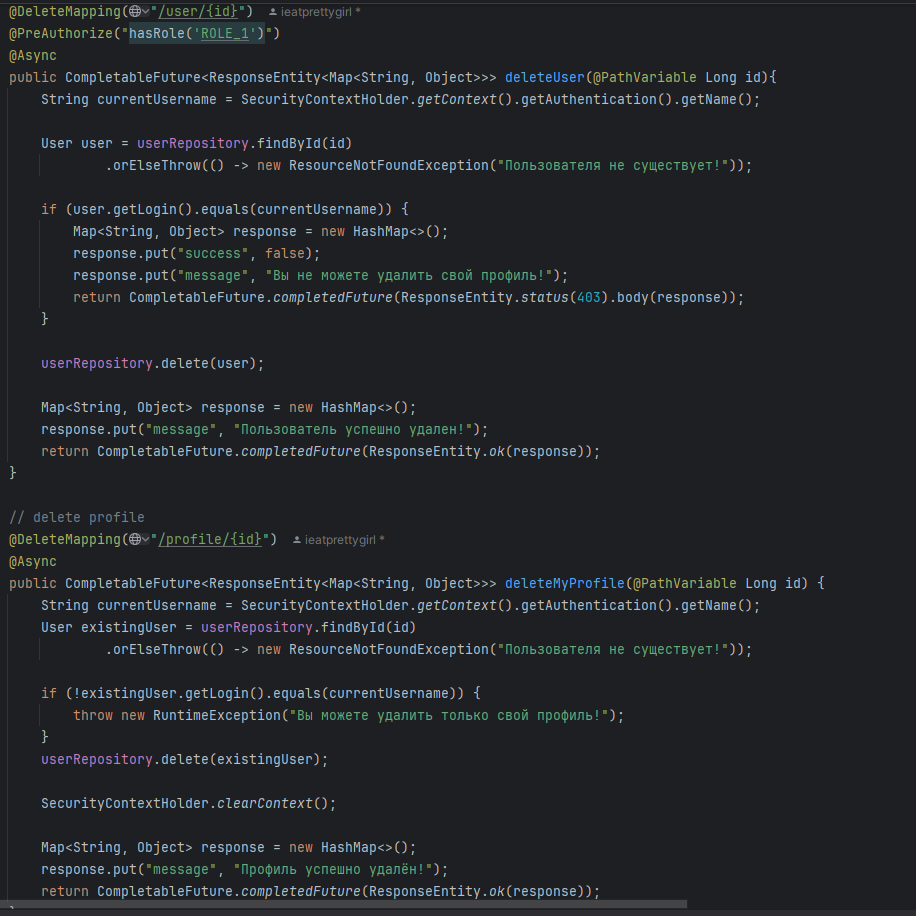 @DeleteMapping("/user/{id}") ieatprettygirl *
@PreAuthorize("hasRole('ROLE_1')")
@Async
public CompletableFuture<ResponseEntity<Map<String, Object>>> deleteUser(@PathVariable Long id){
    String currentUsername = SecurityContextHolder.getContext().getAuthentication().getName();
    User user = userRepository.findById(id)
            .orElseThrow(() -> new ResourceNotFoundException("Пользователя не существует!"));
    if (user.getLogin().equals(currentUsername)) {
        Map<String, Object> response = new HashMap<>();
        response.put("success", false);
        response.put("message", "Вы не можете удалить свой профиль!");
        return CompletableFuture.completedFuture(ResponseEntity.status(403).body(response));
    }
    userRepository.delete(user);
    Map<String, Object> response = new HashMap<>();
    response.put("message", "Пользователь успешно удален!");
    return CompletableFuture.completedFuture(ResponseEntity.ok(response));
}
// delete profile
@DeleteMapping("/profile/{id}") ieatprettygirl *
@Async
public CompletableFuture<ResponseEntity<Map<String, Object>>> deleteMyProfile(@PathVariable Long id) {
    String currentUsername = SecurityContextHolder.getContext().getAuthentication().getName();
    User existingUser = userRepository.findById(id)
            .orElseThrow(() -> new ResourceNotFoundException("Пользователя не существует!"));
    if (!existingUser.getLogin().equals(currentUsername)) {
        throw new RuntimeException("Вы можете удалить только свой профиль!");
    }
    userRepository.delete(existingUser);
    SecurityContextHolder.clearContext();
    Map<String, Object> response = new HashMap<>();
    response.put("message", "Профиль успешно удалён!");
    return CompletableFuture.completedFuture(ResponseEntity.ok(response));